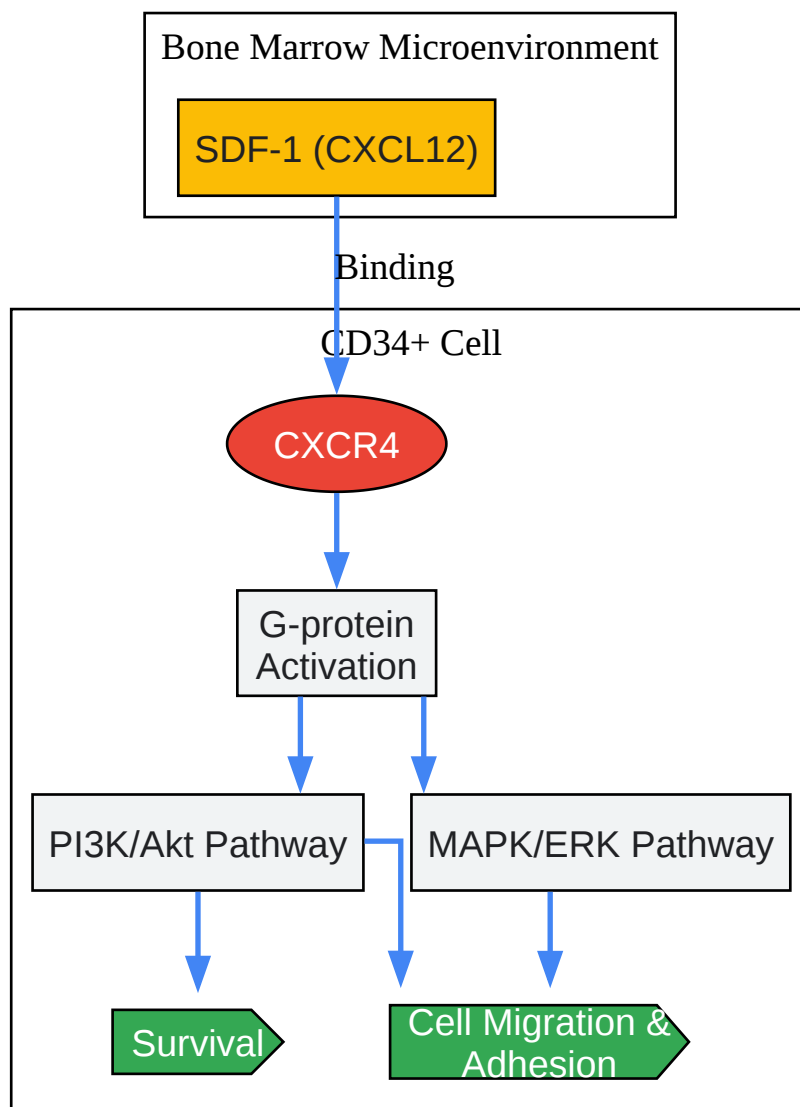 Bone Marrow Microenvironment
SDF-1 (CXCL12)
Binding
CD34+ Cell
CXCR4
G-protein
Activation
PI3K/Akt Pathway
MAPK/ERK Pathway
Survival
Cell Migration &
Adhesion